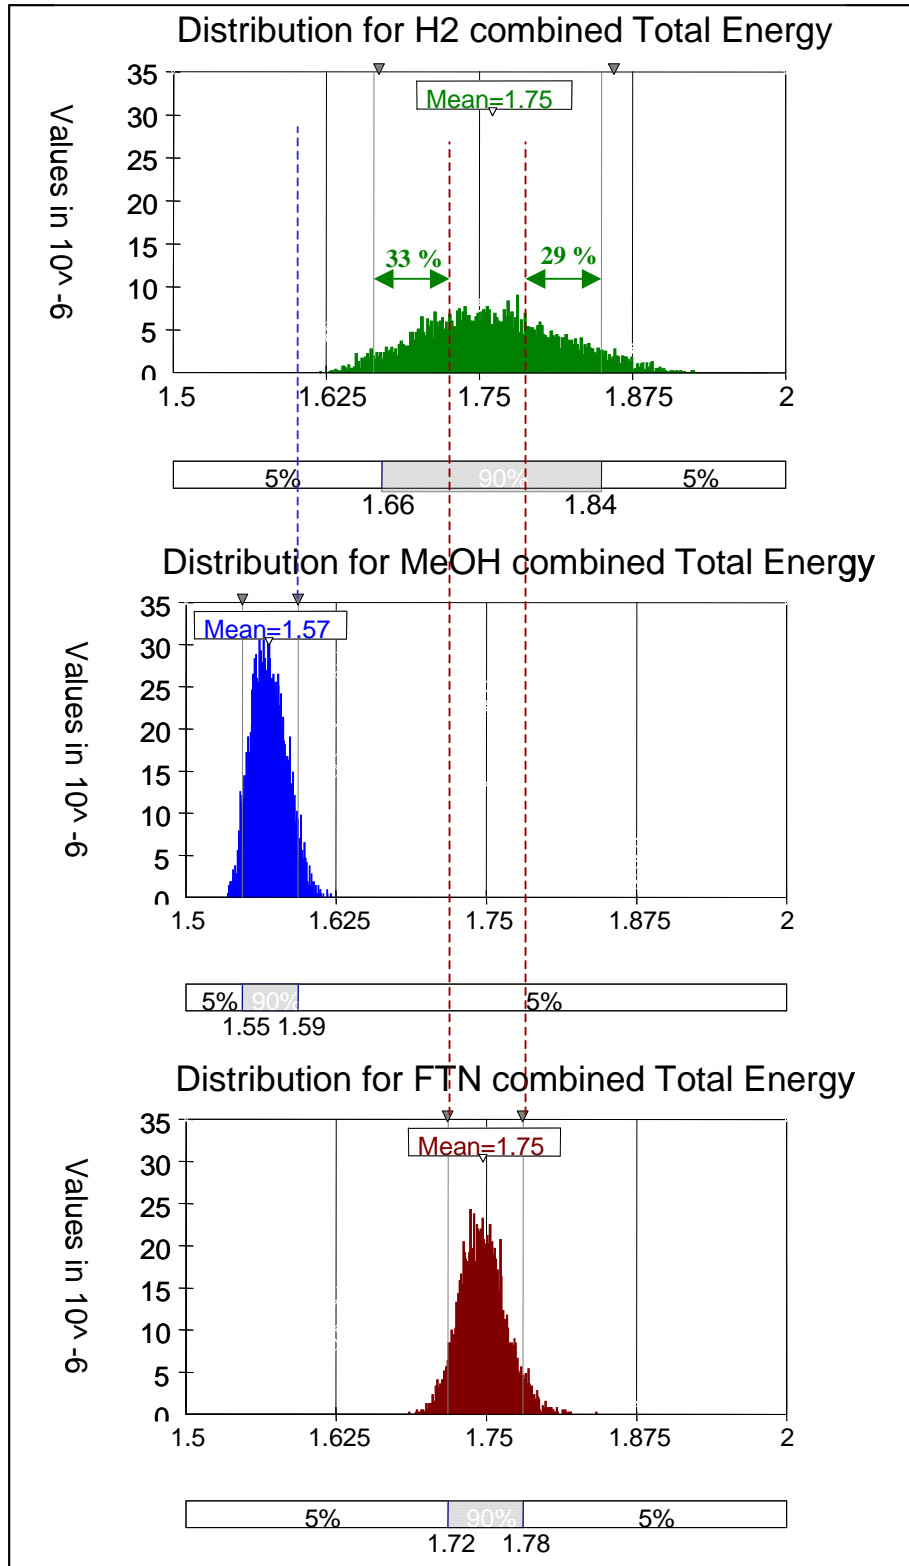 Distribution for H2 combined Total Energy
Values in 10^ -6
35
30
25
20
15
10
5
0
Mean=1.75
33 %
29 %
1.5 1.625 1.75 1.875 2
5% 90% 5%
1.66 1.84
Distribution for MeOH combined Total Energy
Values in 10^ -6
35
30
25
20
15
10
5
0
Mean=1.57
1.5 1.625 1.75 1.875 2
5% 90% 5%
1.55 1.59
Distribution for FTN combined Total Energy
Values in 10^ -6
35
30
25
20
15
10
5
0
Mean=1.75
1.5 1.625 1.75 1.875 2
5% 90% 5%
1.72 1.78